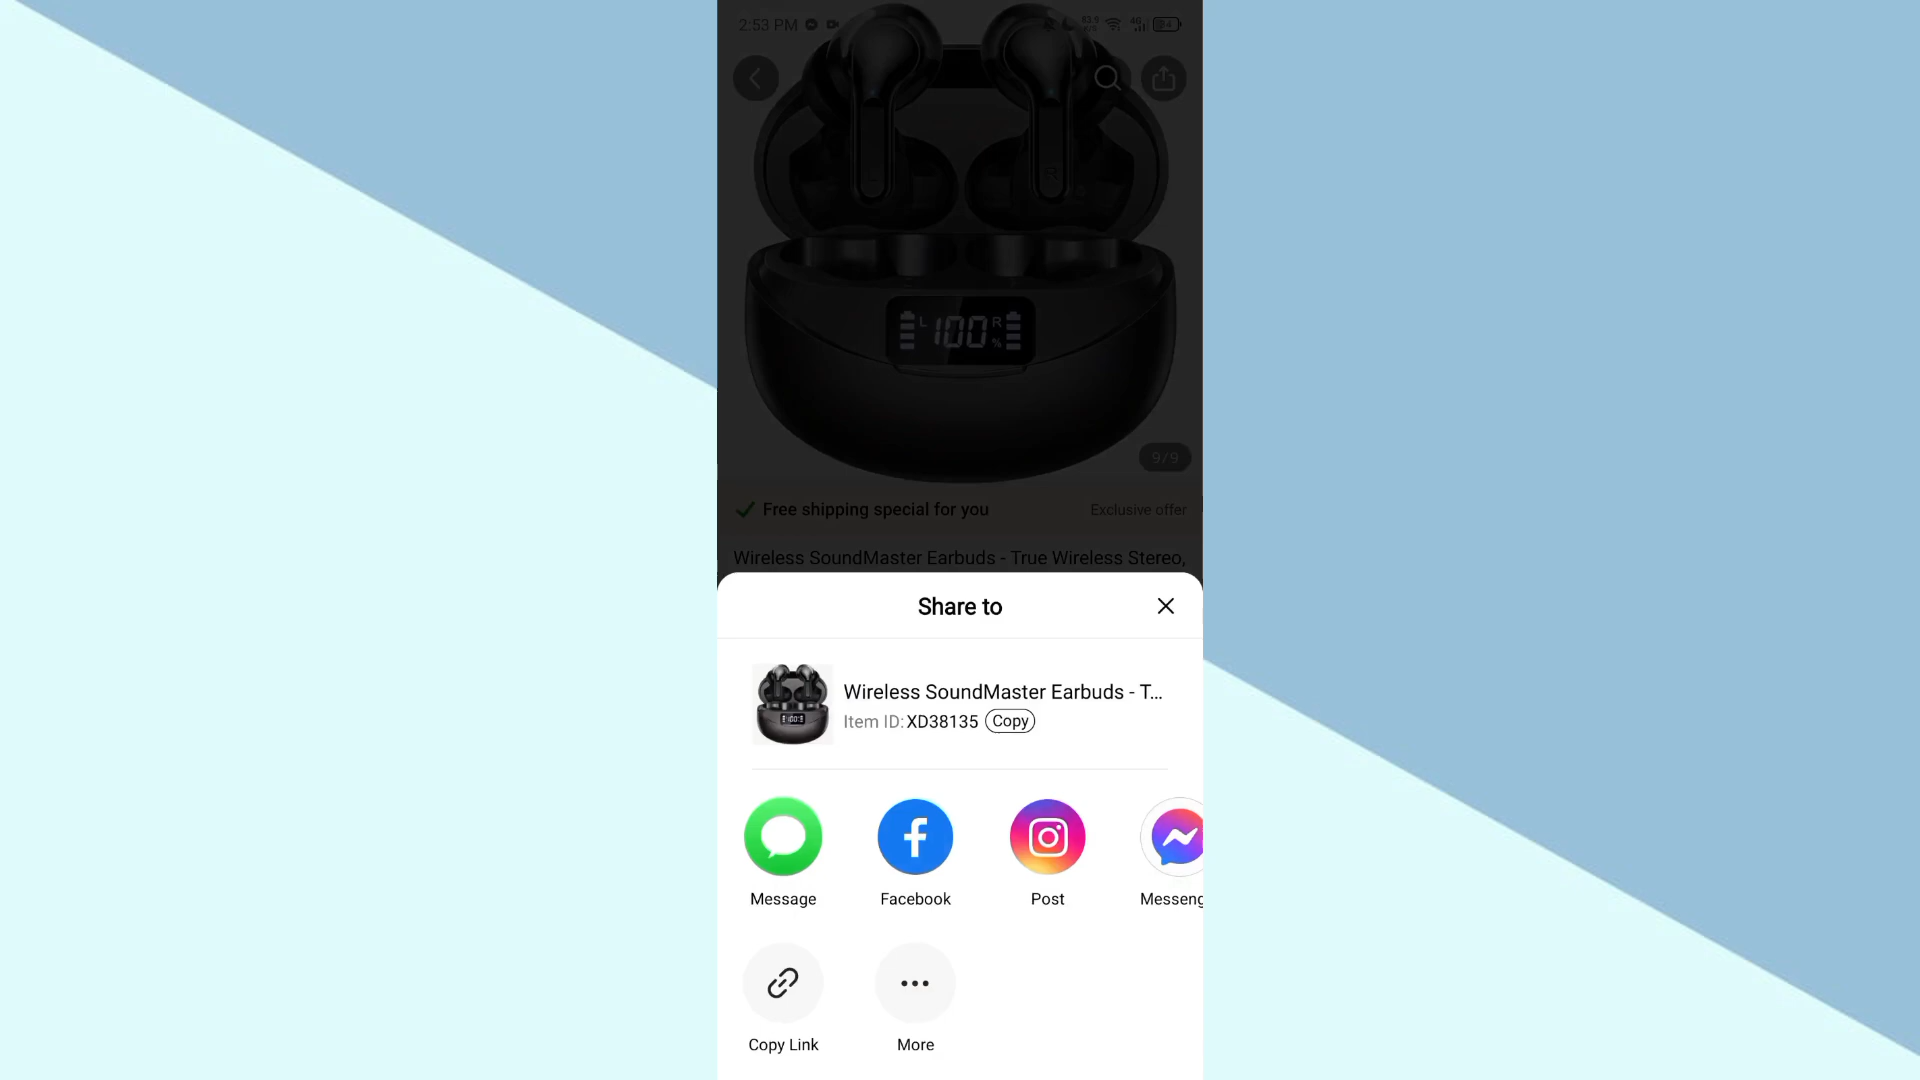 2:53 PM
L 100 % R
9/9
Free shipping special for you Exclusive offer
Wireless SoundMaster Earbuds - True Wireless Stereo,
Share to
Wireless SoundMaster Earbuds - T...
Item ID: XD38135 Copy
Message Facebook Post Messeng
Copy Link More